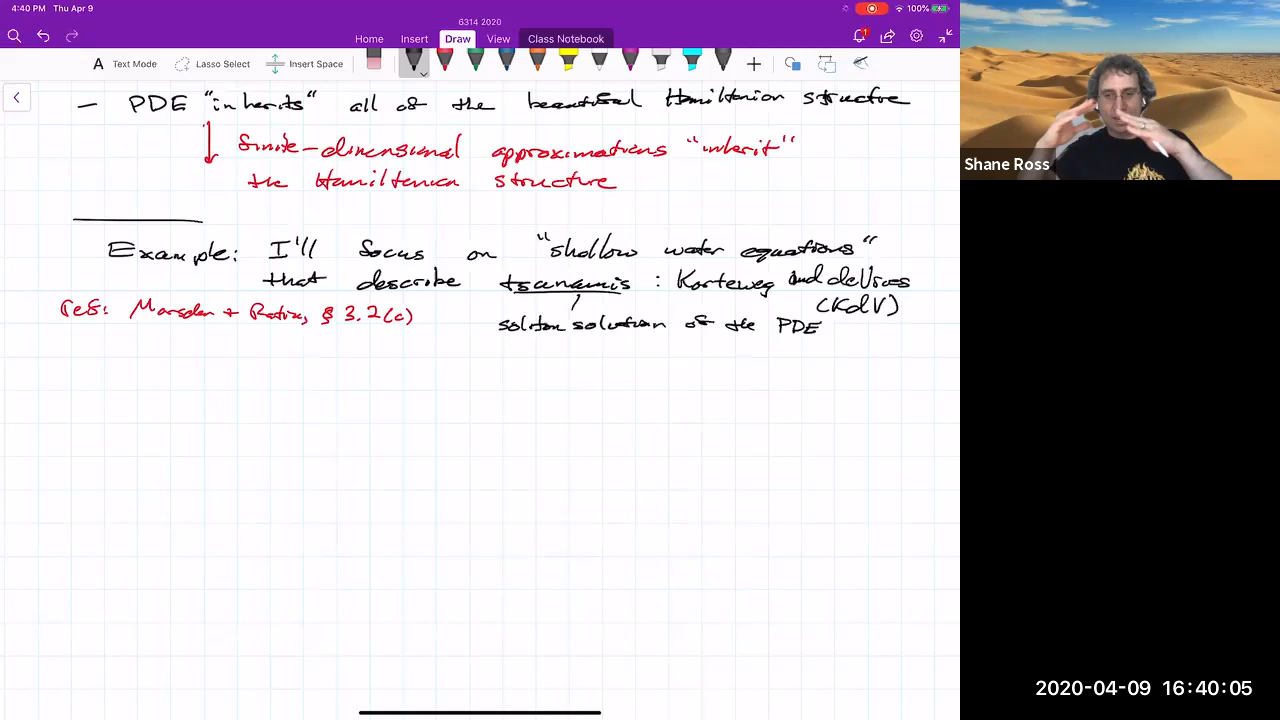 4:40 PM Thu Apr 9
100%
6314 2020
Home Insert Draw View Class Notebook
1
Text Mode Lasso Select Insert Space
– PDE "inherits" all of the beautiful Hamiltonian structure
finite-dimensional approximations "inherit"
the Hamiltonian structure
Example: I'll focus on "shallow water equations"
that describe tsunamis : Korteweg and deVries
(KdV)
ref: Marsden + Ratiu, § 3.2(c)
soliton solution of the PDE
Shane Ross
2020-04-09 16:40:05